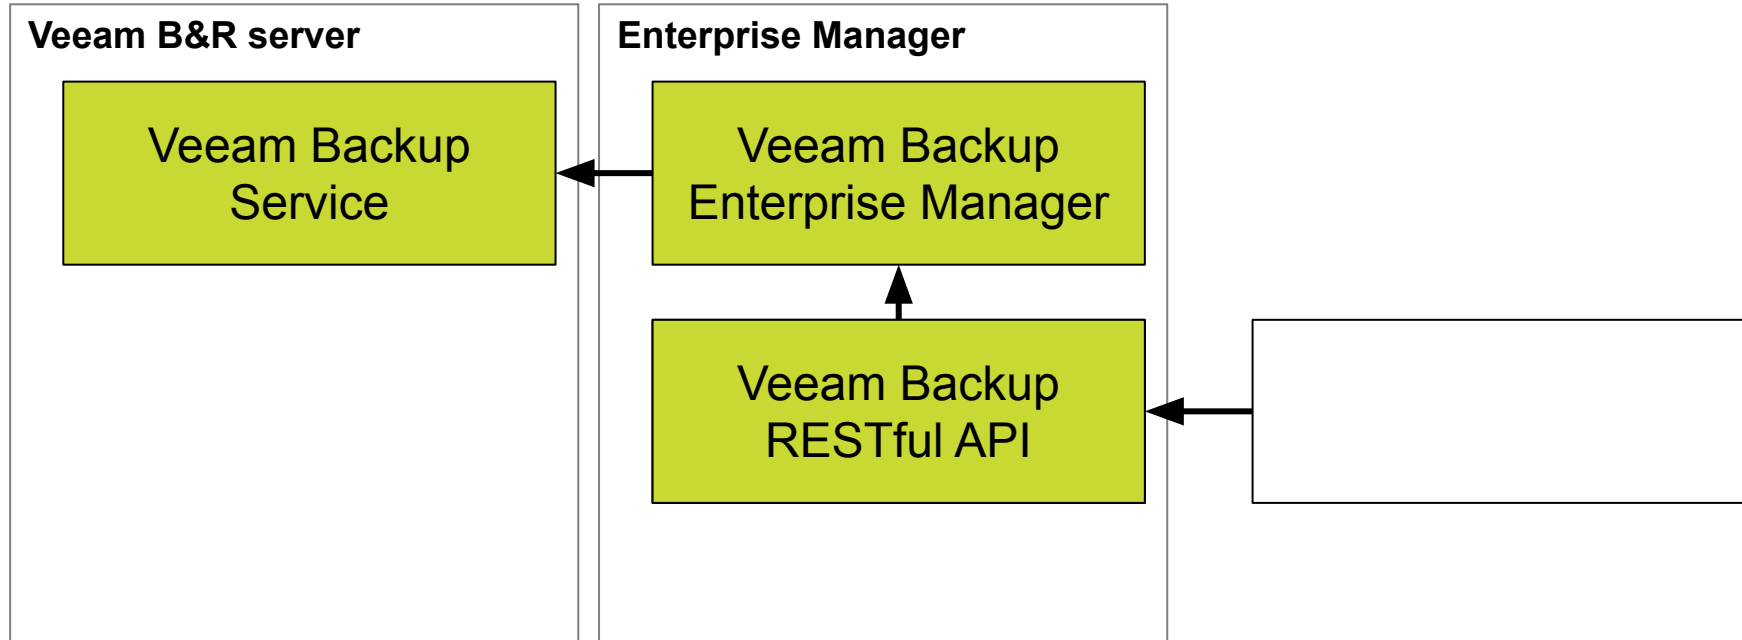 Veeam B&R server
Enterprise Manager
Veeam Backup
Service
Veeam Backup
Enterprise Manager
Veeam Backup
RESTful API